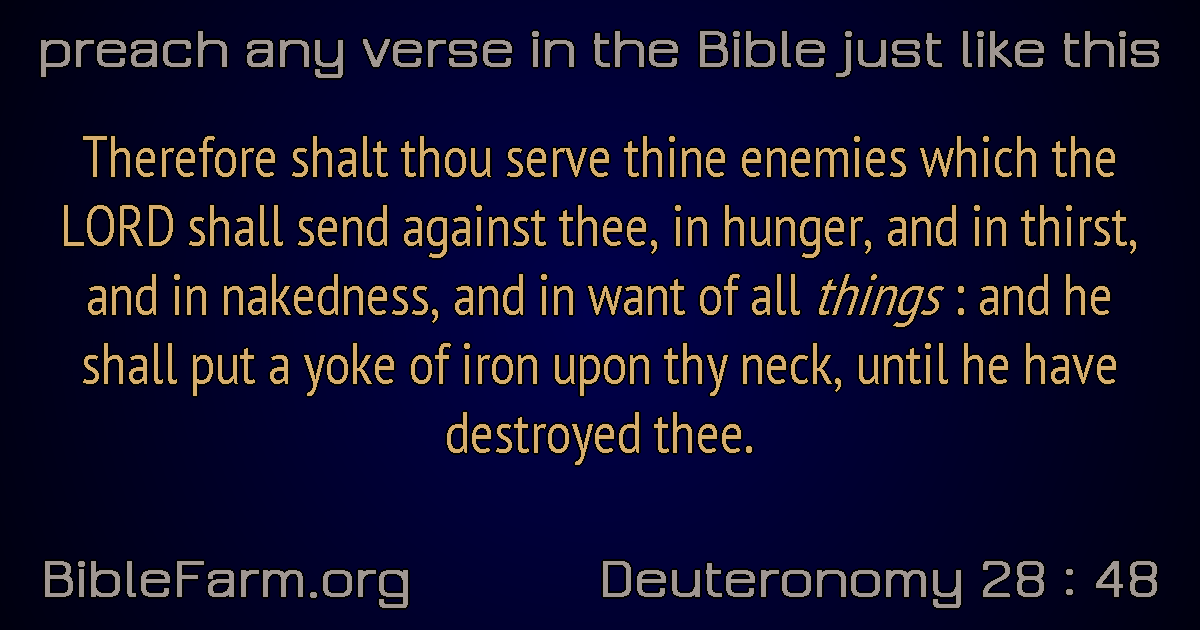 preach any verse in the Bible just like this
Therefore shalt thou serve thine enemies which the
LORD shall send against thee, in hunger, and in thirst,
and in nakedness, and in want of all things : and he
shall put a yoke of iron upon thy neck, until he have
destroyed thee.
BibleFarm.org
Deuteronomy 28 : 48